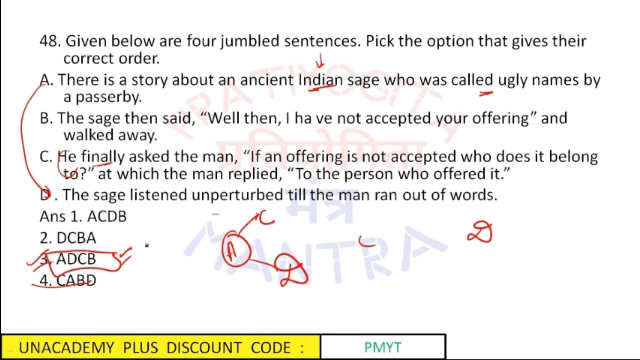 48. Given below are four jumbled sentences. Pick the option that gives their
correct order.
A. There is a story about an ancient Indian sage who was called ugly names by
a passerby.
B. The sage then said, “Well then, I ha ve not accepted your offering” and
walked away.
C. He finally asked the man, “If an offering is not accepted who does it belong
to?” at which the man replied, “To the person who offered it.”
D . The sage listened unperturbed till the man ran out of words.
Ans 1. ACDB
2. DCBA
3. ADCB
4. CABD
C
A
D
C
D
PRATIYOGITA
प्रतियोगिता
मंत्र
MANTRA
UNACADEMY PLUS DISCOUNT CODE :
PMYT